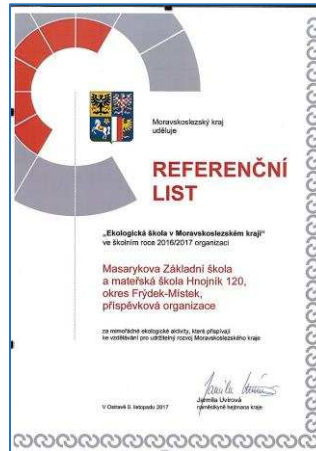 Moravskoslezský kraj
uděluje
REFERENČNÍ
LIST
„Ekologická škola v Moravskoslezském kraji“
ve školním roce 2016/2017 organizaci
Masarykova Základní škola
a mateřská škola Hnojník 120,
okres Frýdek-Místek,
příspěvková organizace
za mimořádné ekologické aktivity, které přispívají
ke vzdělávání pro udržitelný rozvoj Moravskoslezského kraje
Jarmila Uvírová
náměstkyně hejtmana kraje
V Ostravě 9. listopadu 2017